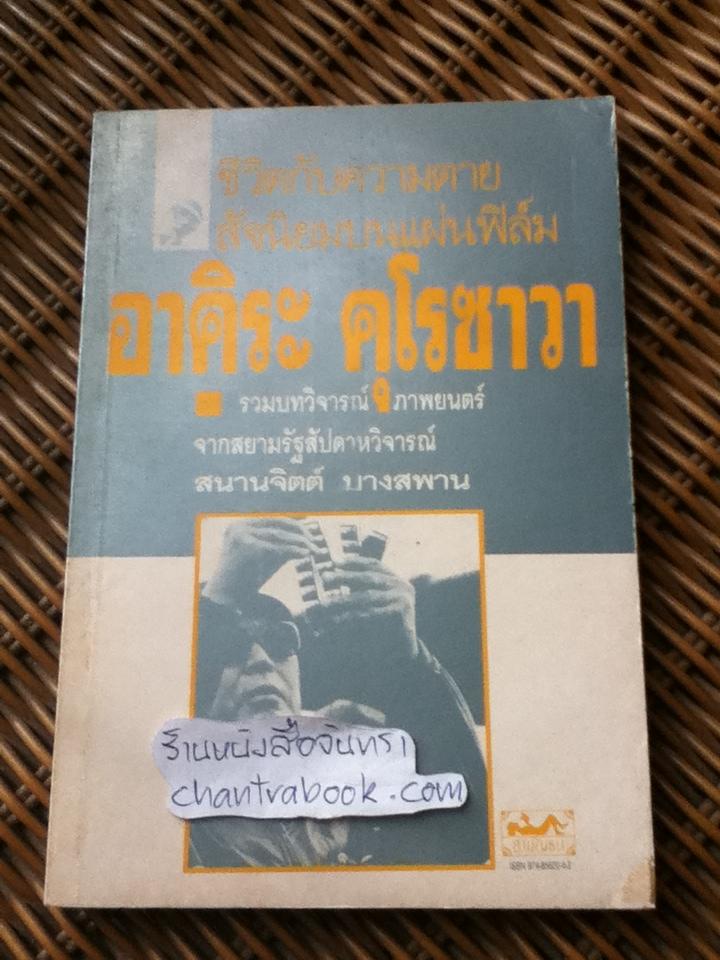 ชีวิตกับความตาย
สัจนิยมบนแผ่นฟิล์ม
อาคิระ คุโรซาวา
รวมบทวิจารณ์ภาพยนตร์
จากสยามรัฐสัปดาหวิจารณ์
สนานจิตต์ บางสพาน
ร้านหนังสือจันทรา
chantrabook.com
ISBN